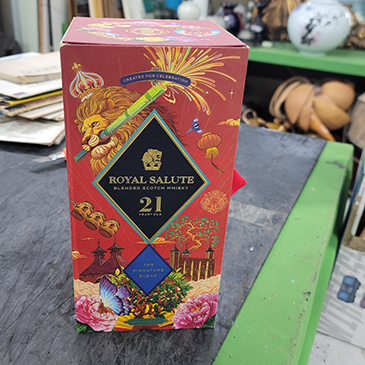 CREATED FOR CELEBRATION
ROYAL SALUTE
BLENDED SCOTCH WHISKY
21
YEAR OLD
THE
SIGNATURE
BLEND